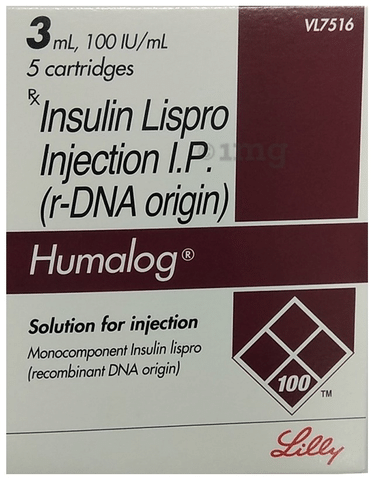 3 mL, 100 IU/mL
VL7516
5 cartridges
℞
Insulin Lispro
Injection I.P.
(r-DNA origin)
1mg
Humalog®
Solution for injection
Monocomponent Insulin lispro
(recombinant DNA origin)
100 ™
Lilly